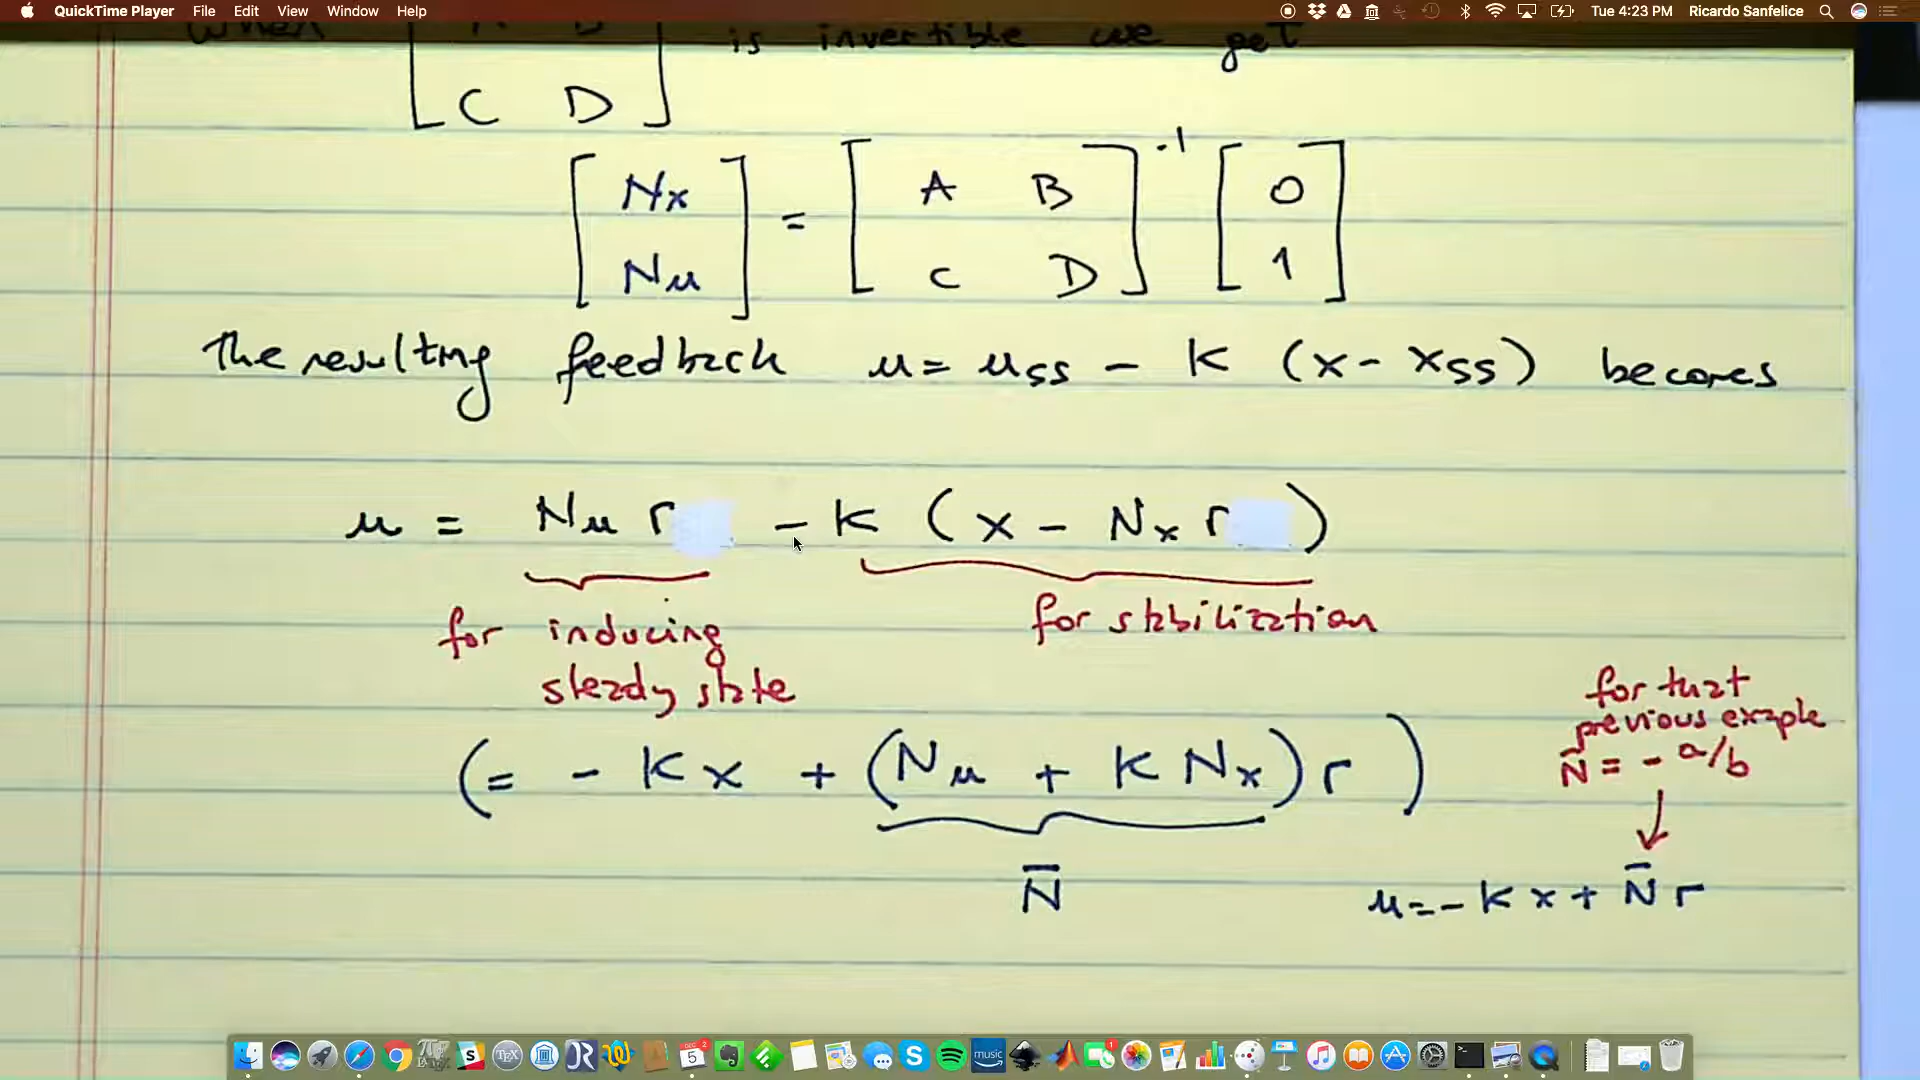 QuickTime Player File Edit View Window Help Tue 4:23 PM Ricardo Sanfelice
When [ A B
is invertible we get
C D ]
[ Nx Nu ] = [ A B C D ]^-1 [ 0 1 ]
the resulting feedback u = uss - K (x - xss) becomes
u = Nu r - K ( x - Nx r )
for inducing steady state
for stabilization
(= - K x + (Nu + K Nx) r )
N̄
for that
previous example
N̄ = - a/b
u = - K x + N̄ r